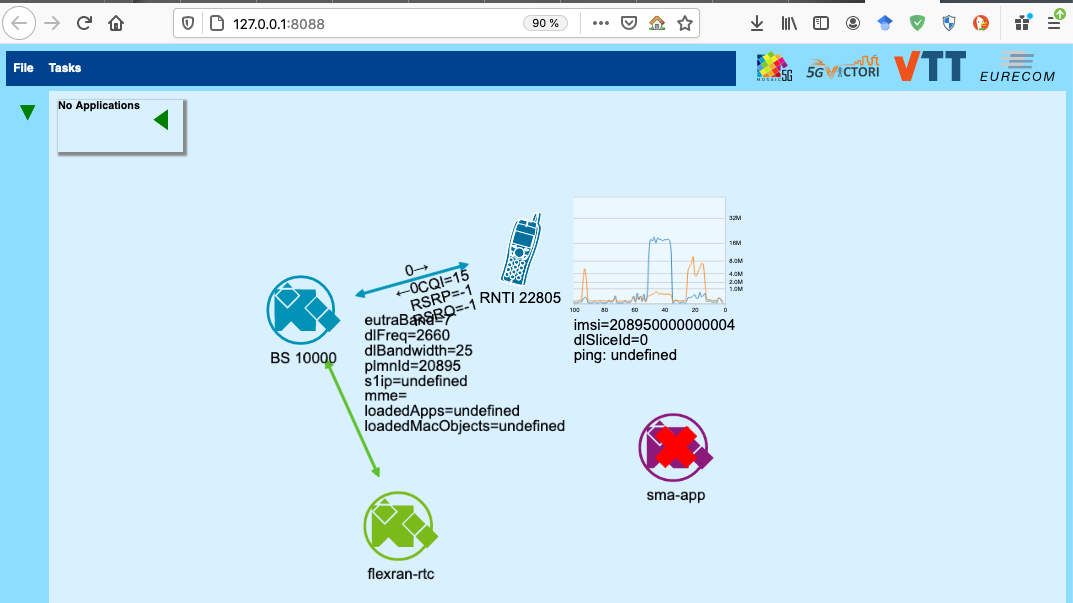 127.0.0.1:8088
90 %
File Tasks
MOSAIC5G
5G VICTORI
VTT
EURECOM
No Applications
0→
←0CQI=15
RSRP=-1
RSRQ=-1
RNTI 22805
32M
16M
8.0M
4.0M
2.0M
1.0M
100 80 60 40 20 0
imsi=208950000000004
dlSliceId=0
ping: undefined
BS 10000
eutraBand=7
dlFreq=2660
dlBandwidth=25
plmnId=20895
s1ip=undefined
mme=
loadedApps=undefined
loadedMacObjects=undefined
sma-app
flexran-rtc